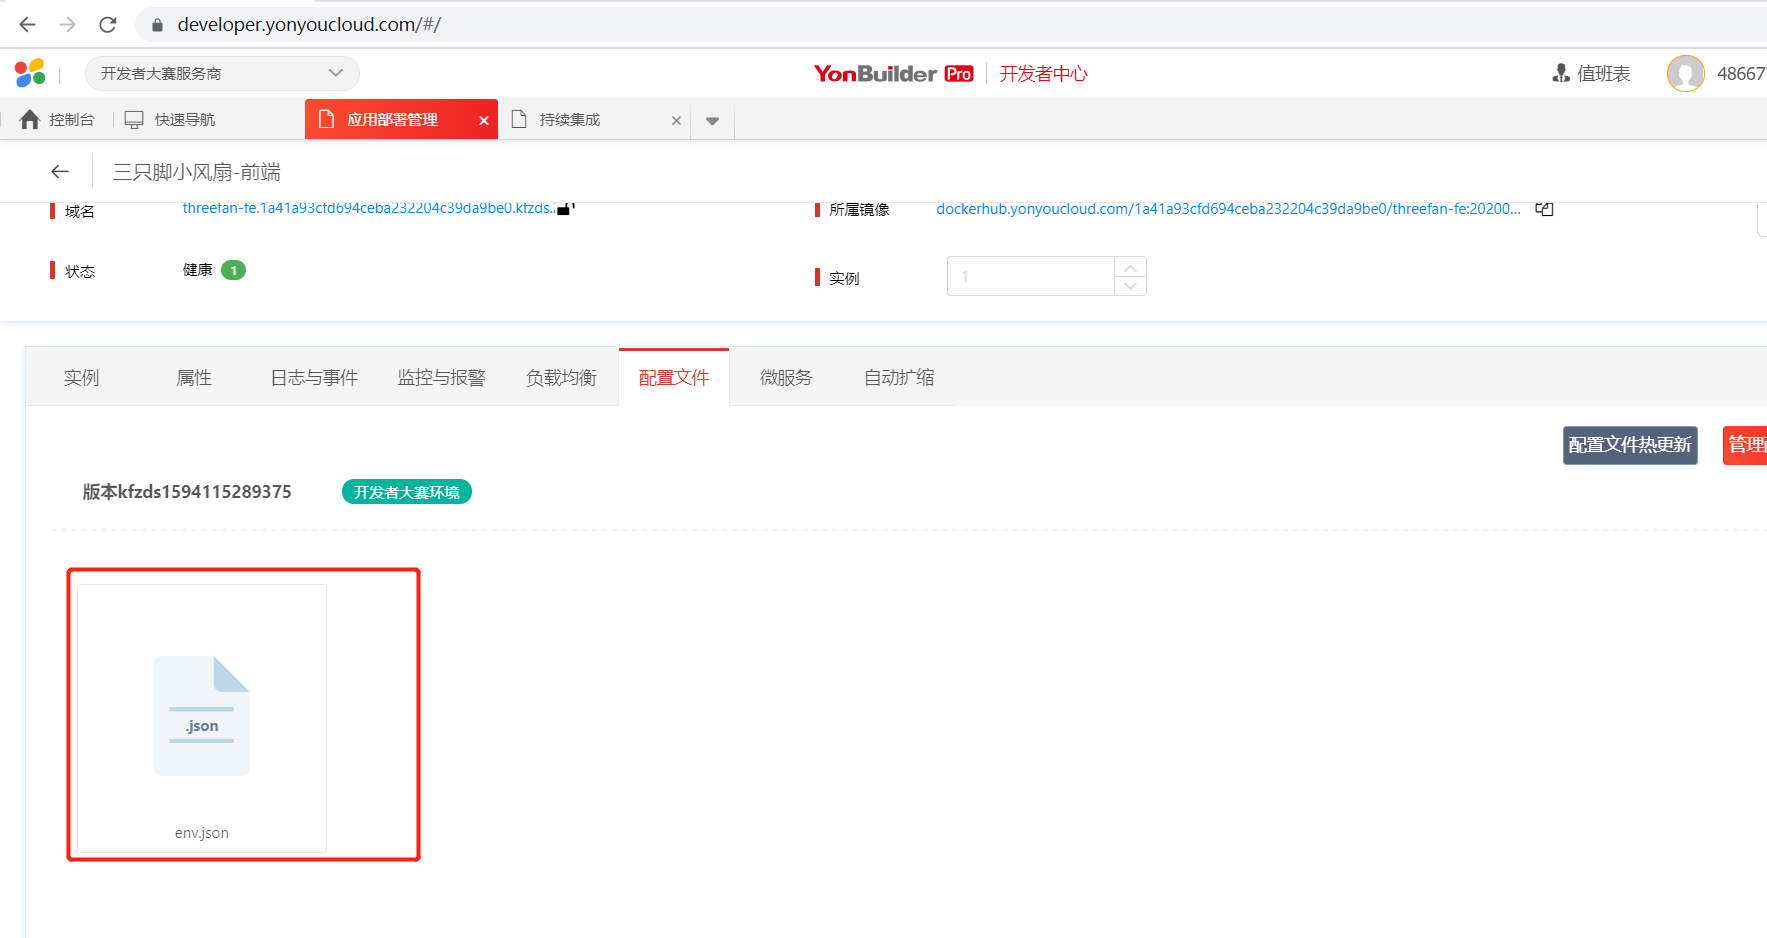 developer.yonyoucloud.com/#/
开发者大赛服务商
YonBuilder Pro 开发者中心
值班表
48667
控制台
快速导航
应用部署管理
持续集成
三只脚小风扇-前端
域名
threefan-fe.1a41a93cfd694ceba232204c39da9be0.kfzds...
所属镜像
dockerhub.yonyoucloud.com/1a41a93cfd694ceba232204c39da9be0/threefan-fe:20200...
状态
健康 1
实例
1
实例
属性
日志与事件
监控与报警
负载均衡
配置文件
微服务
自动扩缩
配置文件热更新
管理
版本kfzds1594115289375
开发者大赛环境
.json
env.json